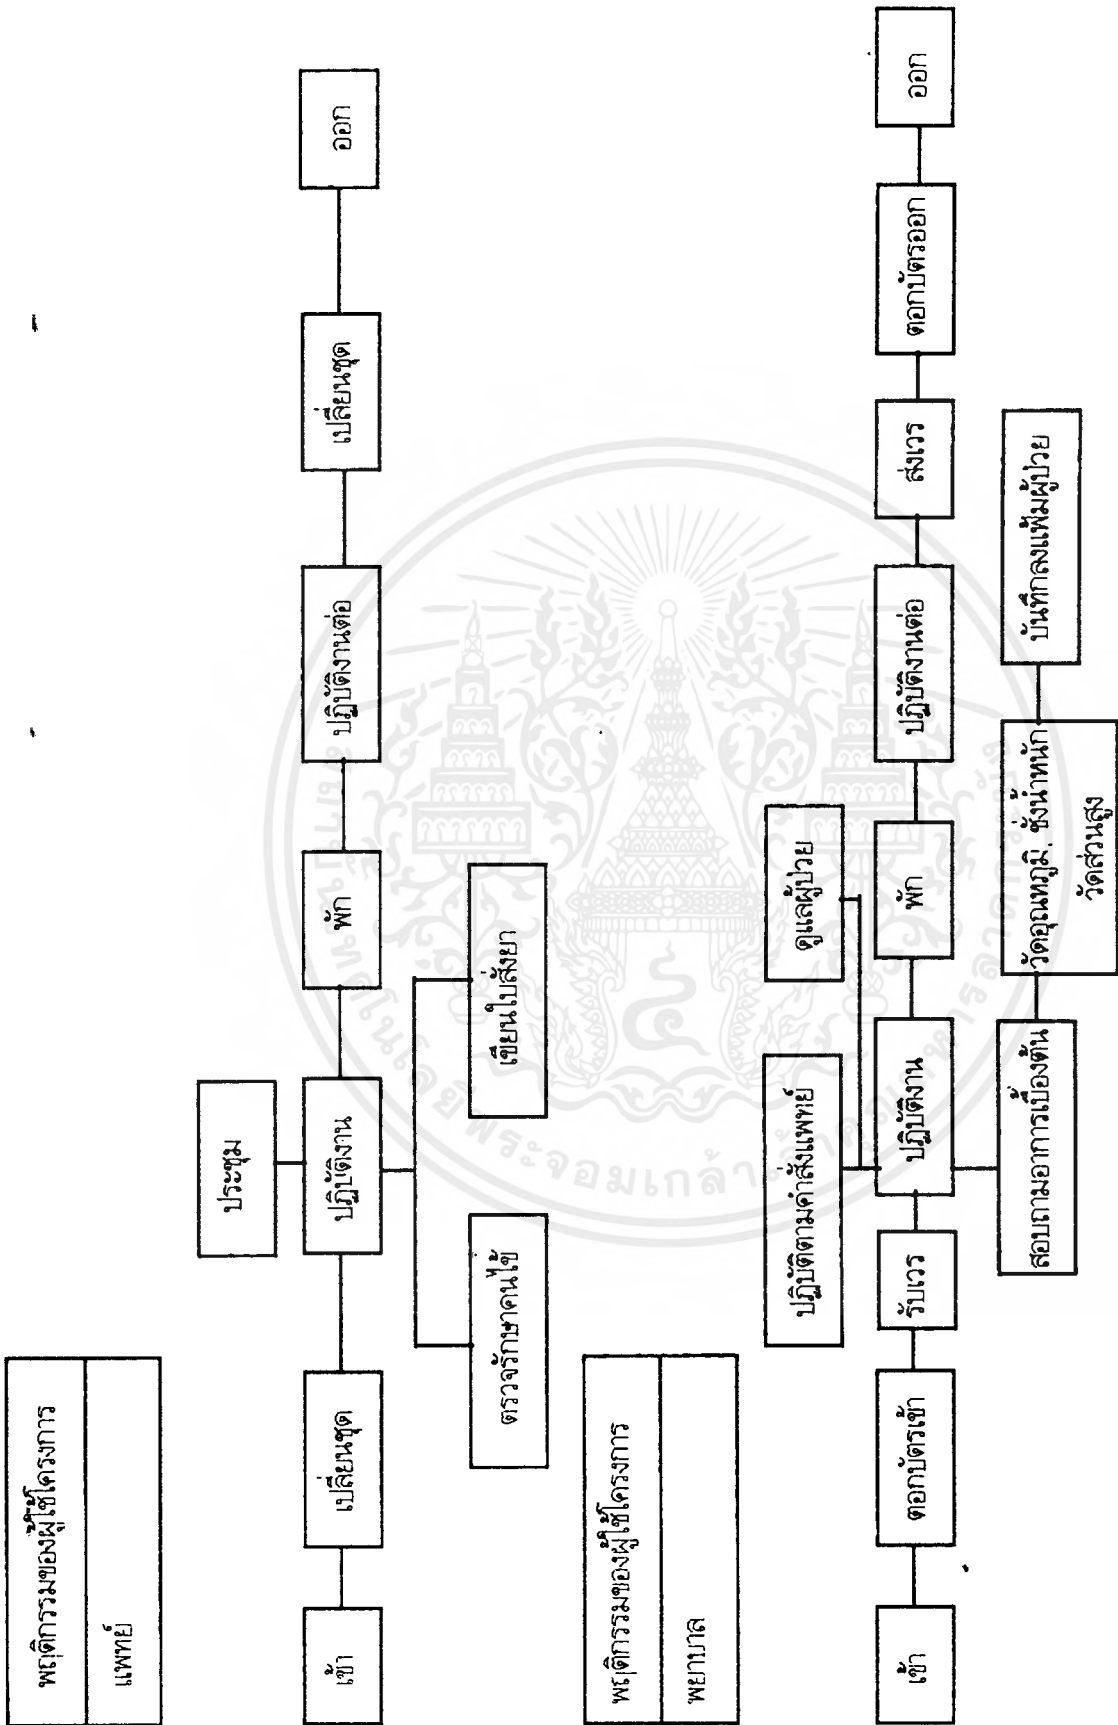 พฤติกรรมของผู้ใช้โครงการ
แพทย์
ประชุม
เข้า
เปลี่ยนชุด
ปฏิบัติงาน
พัก
ปฏิบัติงานต่อ
เปลี่ยนชุด
ออก
ตรวจรักษาคนไข้
เขียนใบสั่งยา
พฤติกรรมของผู้ใช้โครงการ
พยาบาล
ปฏิบัติตามคำสั่งแพทย์
ดูแลผู้ป่วย
เข้า
ตอกบัตรเข้า
รับเวร
ปฏิบัติงาน
พัก
ปฏิบัติงานต่อ
ส่งเวร
ตอกบัตรออก
ออก
สอบถามอาการเบื้องต้น
วัดอุณหภูมิ, ชั่งน้ำหนัก
วัดส่วนสูง
บันทึกลงแฟ้มผู้ป่วย